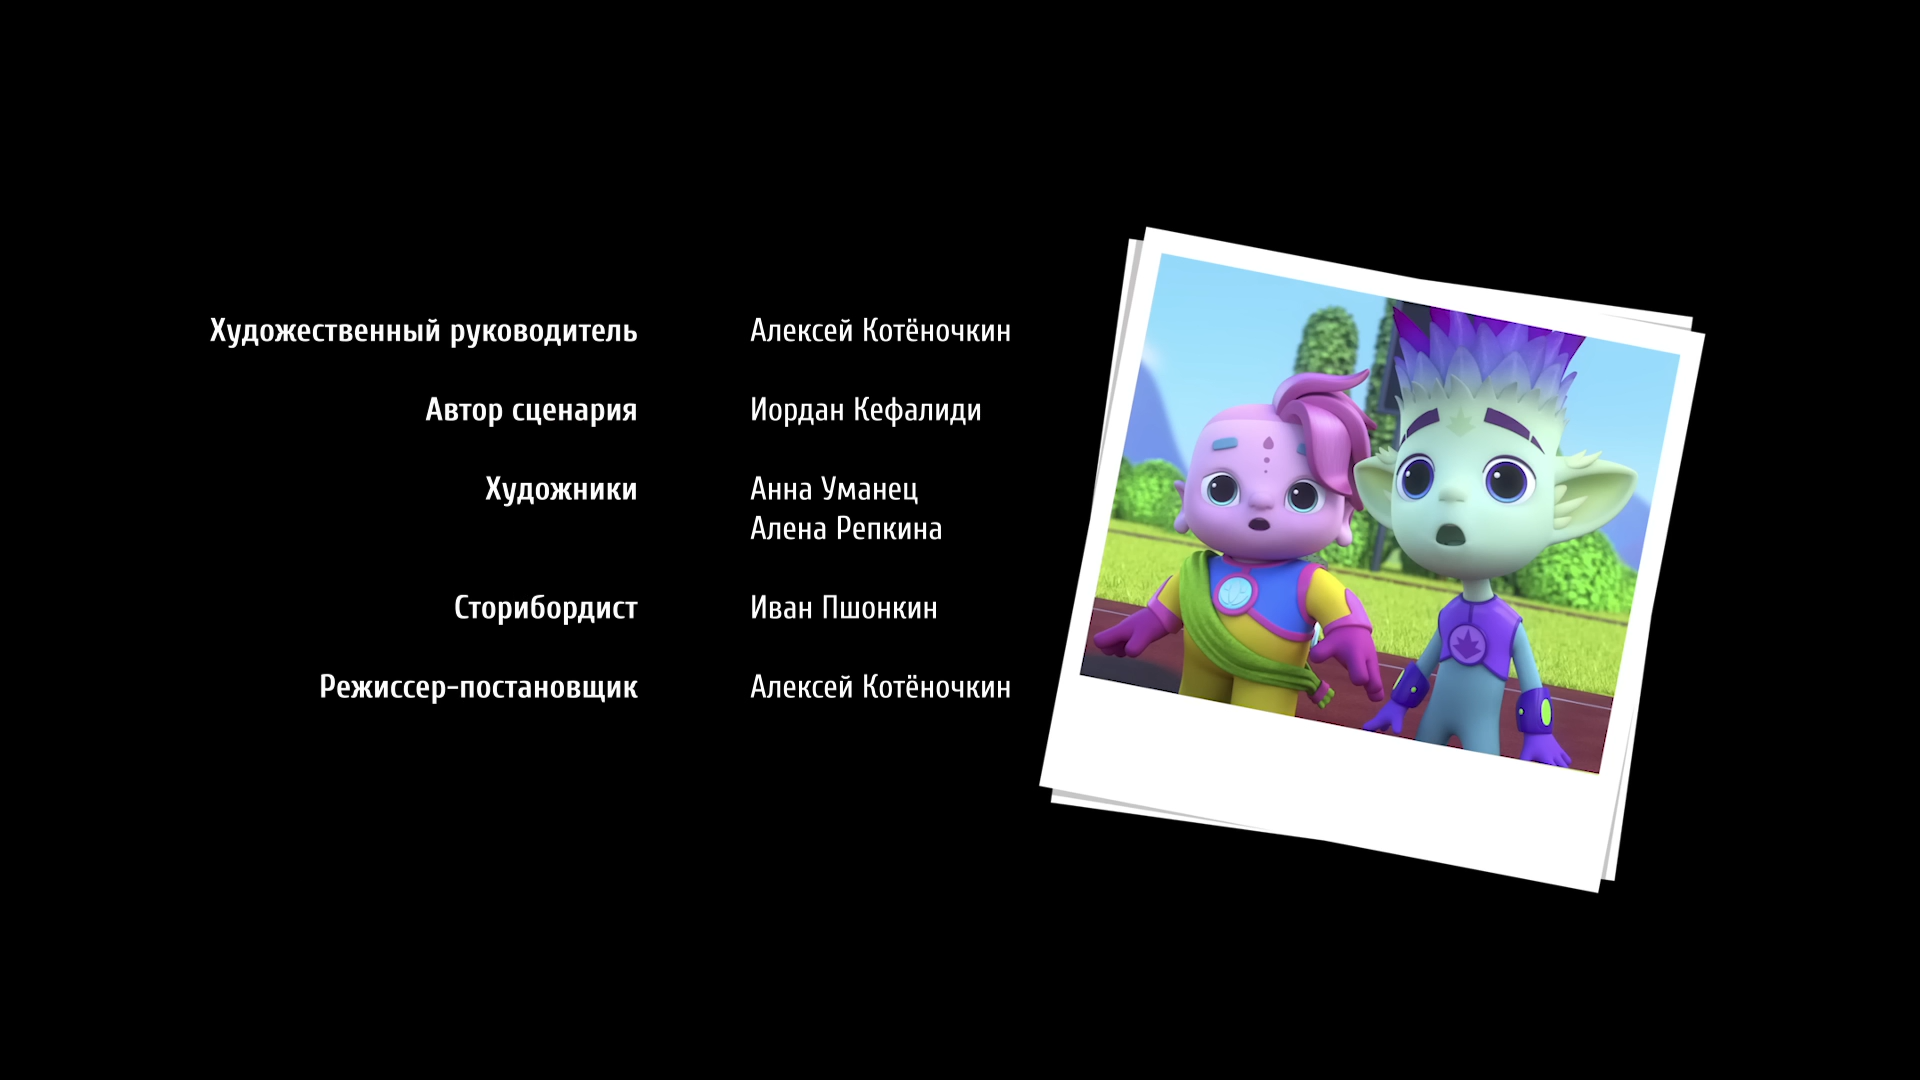 Художественный руководитель Алексей Котёночкин
Автор сценария Иордан Кефалиди
Художники Анна Уманец
Алена Репкина
Сторибордист Иван Пшонкин
Режиссер-постановщик Алексей Котёночкин